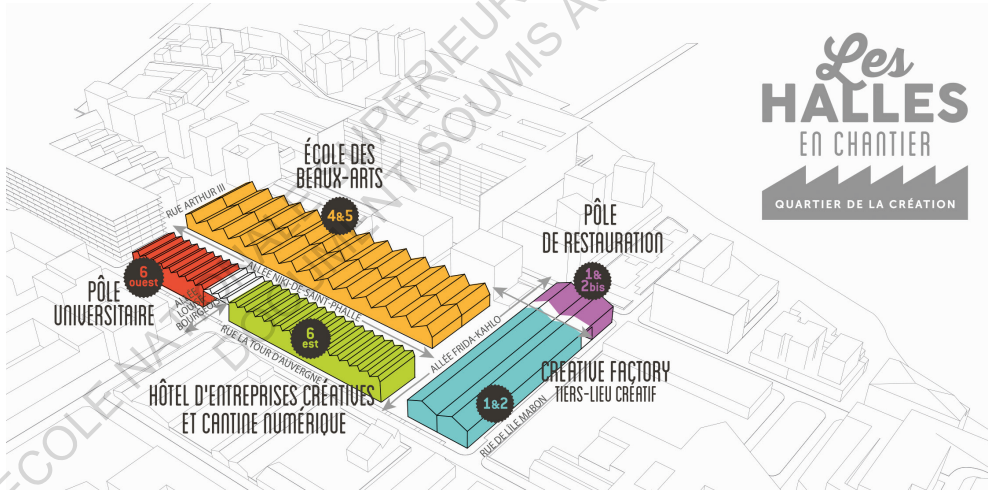 Les
HALLES
EN CHANTIER
QUARTIER DE LA CRÉATION
ÉCOLE DES
BEAUX-ARTS
4&5
RUE ARTHUR III
PÔLE
DE RESTAURATION
1&
2bis
6
ouest
PÔLE
UNIVERSITAIRE
ALLÉE NIKI-DE-SAINT-PHALLE
ALLÉE FRIDA-KAHLO
6
est
RUE LA TOUR D'AUVERGNE
HÔTEL D'ENTREPRISES CRÉATIVES
ET CANTINE NUMÉRIQUE
CREATIVE FACTORY
TIERS-LIEU CRÉATIF
1&2
RUE DE L'ÎLE MABON